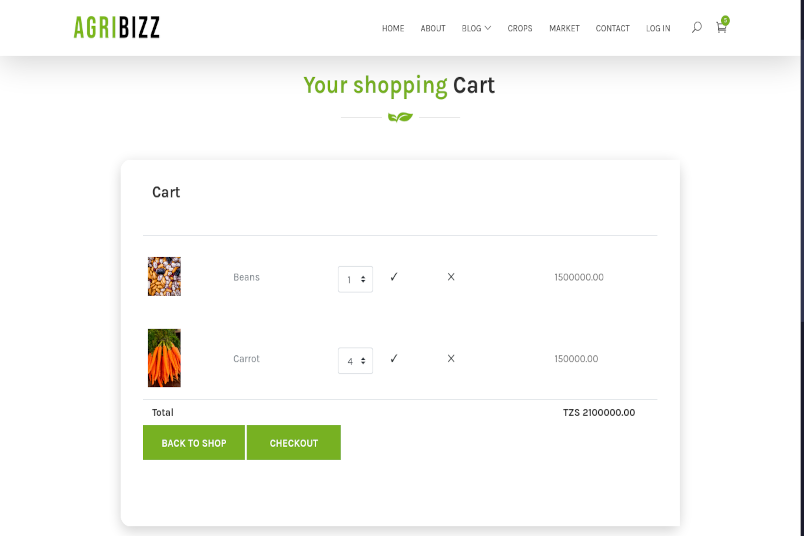 AGRIBIZZ
HOME ABOUT BLOG CROPS MARKET CONTACT LOG IN
Your shopping Cart
Cart
Beans 1 ✓ X 1500000.00
Carrot 4 ✓ X 150000.00
Total TZS 2100000.00
BACK TO SHOP CHECKOUT